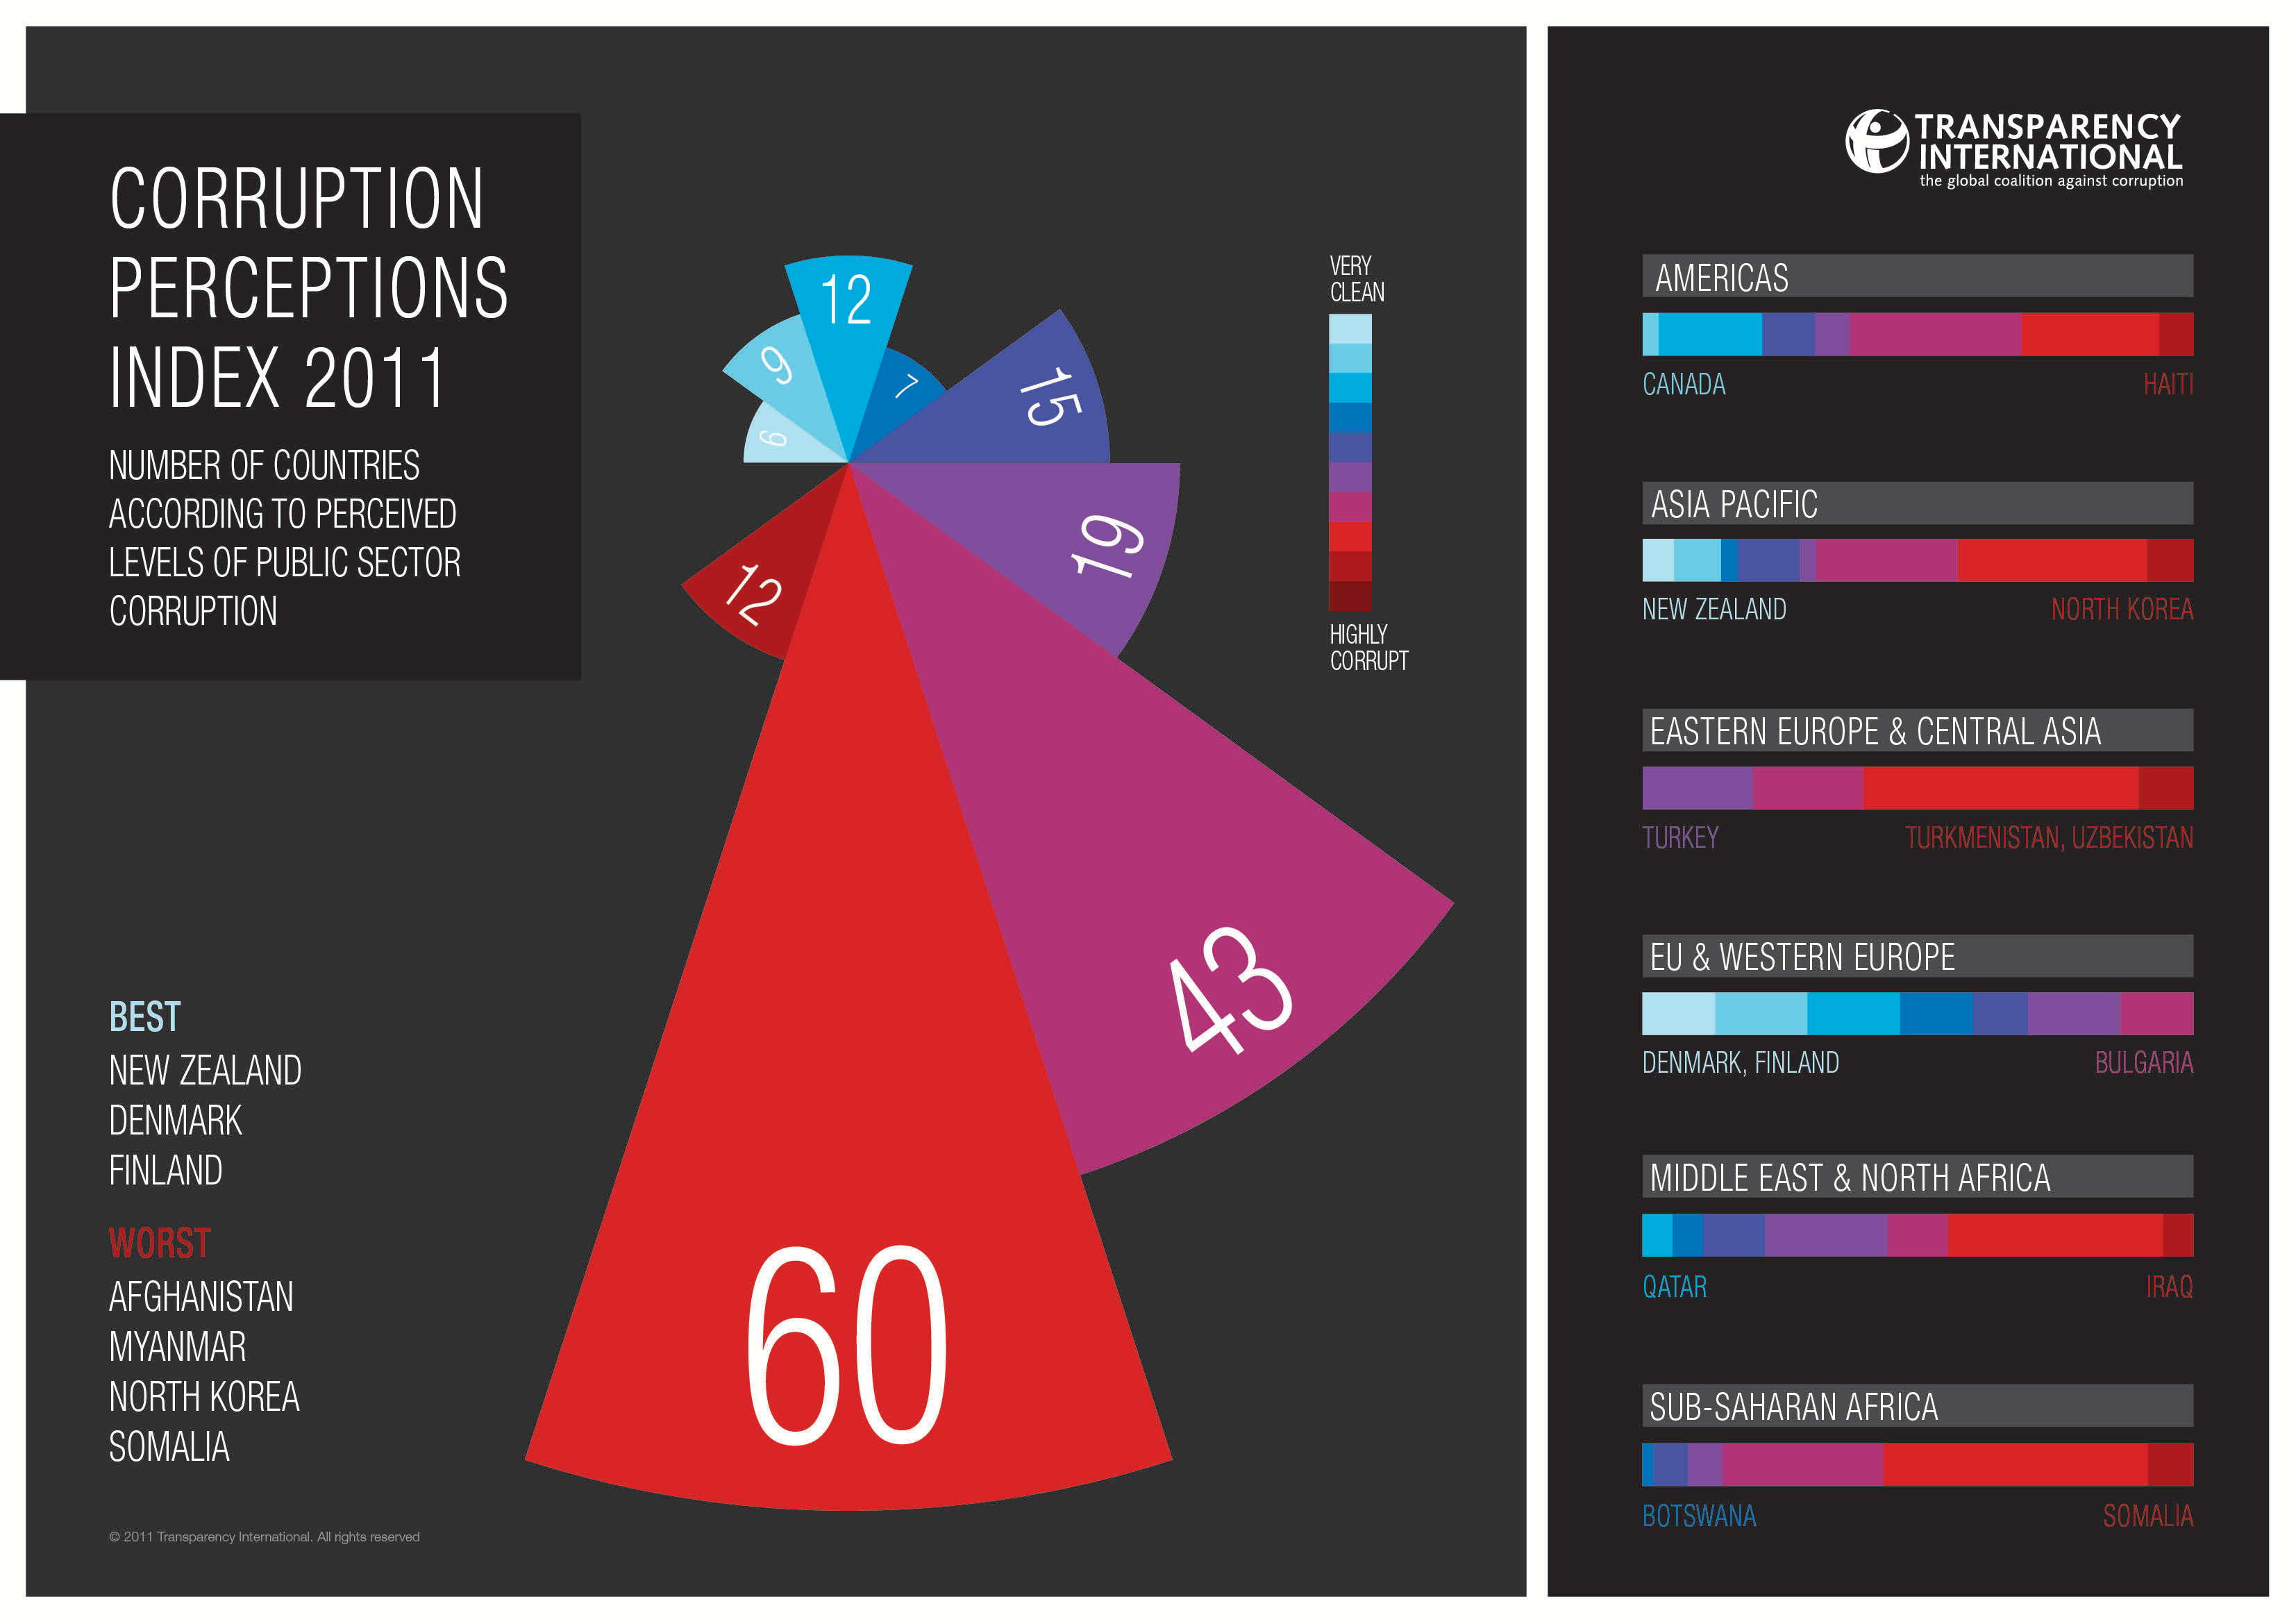 CORRUPTION
PERCEPTIONS
INDEX 2011
NUMBER OF COUNTRIES
ACCORDING TO PERCEIVED
LEVELS OF PUBLIC SECTOR
CORRUPTION
6
9
12
7
15
19
43
60
12
VERY
CLEAN
HIGHLY
CORRUPT
BEST
NEW ZEALAND
DENMARK
FINLAND
WORST
AFGHANISTAN
MYANMAR
NORTH KOREA
SOMALIA
© 2011 Transparency International. All rights reserved
TRANSPARENCY
INTERNATIONAL
the global coalition against corruption
AMERICAS
CANADA HAITI
ASIA PACIFIC
NEW ZEALAND NORTH KOREA
EASTERN EUROPE & CENTRAL ASIA
TURKEY TURKMENISTAN, UZBEKISTAN
EU & WESTERN EUROPE
DENMARK, FINLAND BULGARIA
MIDDLE EAST & NORTH AFRICA
QATAR IRAQ
SUB-SAHARAN AFRICA
BOTSWANA SOMALIA